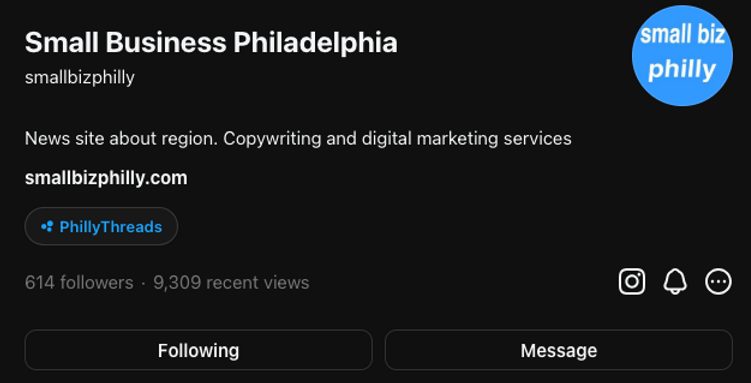 Small Business Philadelphia
smallbizphilly
small biz
philly
News site about region. Copywriting and digital marketing services
smallbizphilly.com
PhillyThreads
614 followers · 9,309 recent views
Following
Message